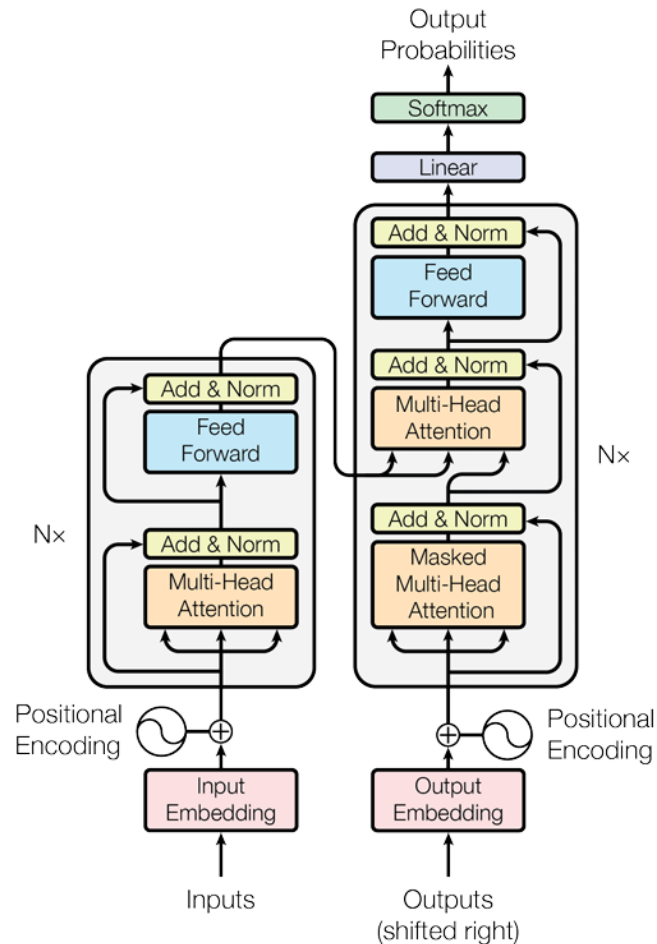 Output
Probabilities
Softmax
Linear
Add & Norm
Feed
Forward
Add & Norm
Multi-Head
Attention
Add & Norm
Masked
Multi-Head
Attention
Nx
Add & Norm
Feed
Forward
Add & Norm
Multi-Head
Attention
Nx
Positional
Encoding
Positional
Encoding
Input
Embedding
Output
Embedding
Inputs
Outputs
(shifted right)